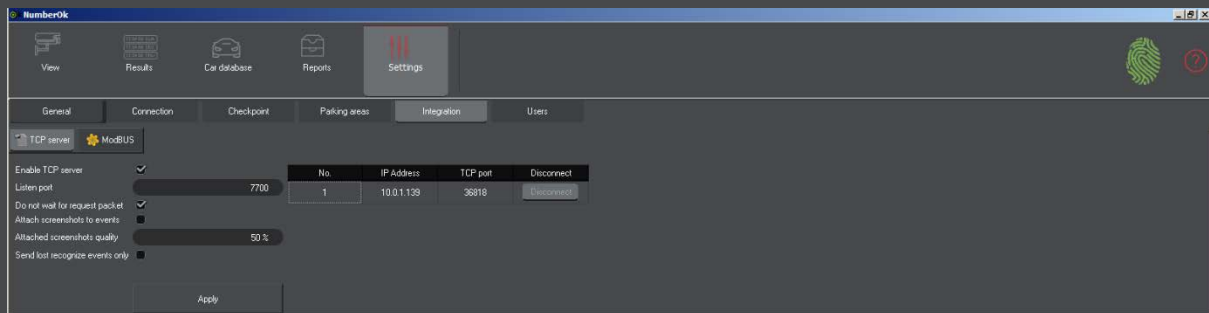 NumberOk
View Results Car database Reports Settings
General Connection Checkpoint Parking areas Integration Users
TCP server ModBUS
Enable TCP server
Listen port 7700
Do not wait for request packet
Attach screenshots to events
Attached screenshots quality 50 %
Send lost recognize events only
Apply
No. IP Address TCP port Disconnect
1 10.0.1.139 36818 Disconnect
?